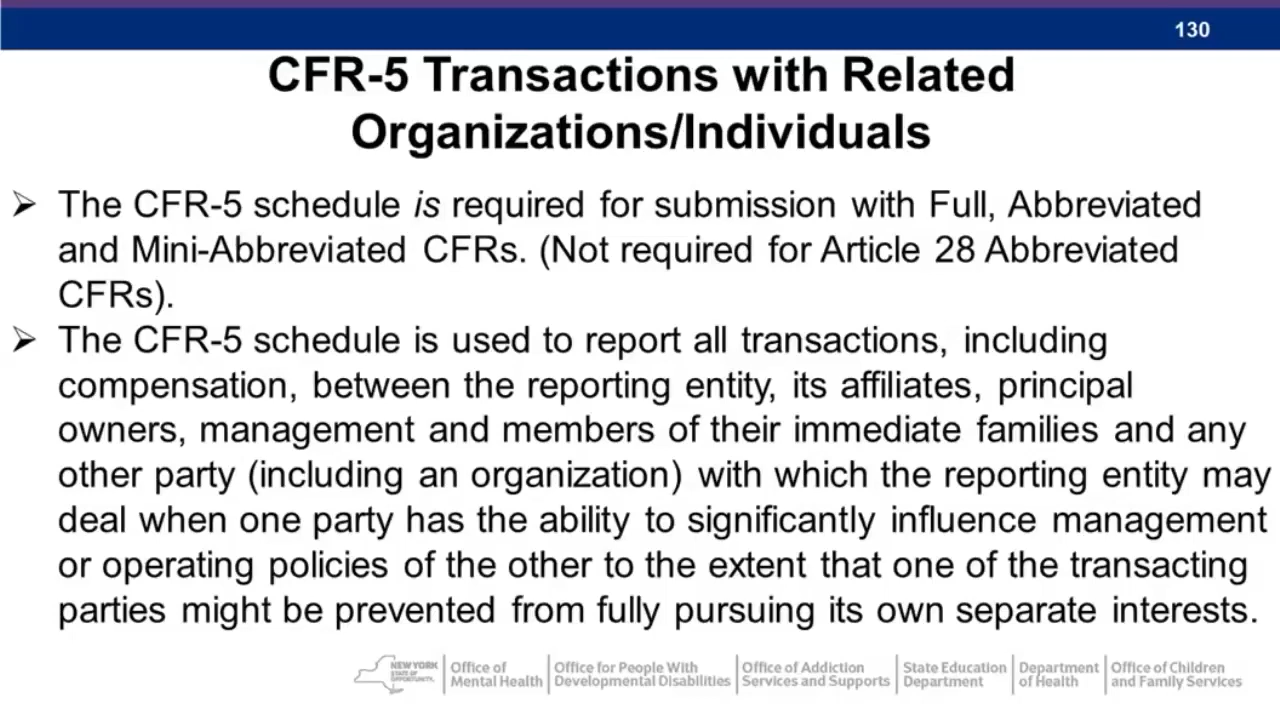 130
CFR-5 Transactions with Related
Organizations/Individuals
➢ The CFR-5 schedule is required for submission with Full, Abbreviated
and Mini-Abbreviated CFRs. (Not required for Article 28 Abbreviated
CFRs).
➢ The CFR-5 schedule is used to report all transactions, including
compensation, between the reporting entity, its affiliates, principal
owners, management and members of their immediate families and any
other party (including an organization) with which the reporting entity may
deal when one party has the ability to significantly influence management
or operating policies of the other to the extent that one of the transacting
parties might be prevented from fully pursuing its own separate interests.
NEW YORK
STATE OF
OPPORTUNITY.
Office of
Mental Health
Office for People With
Developmental Disabilities
Office of Addiction
Services and Supports
State Education
Department
Department
of Health
Office of Children
and Family Services